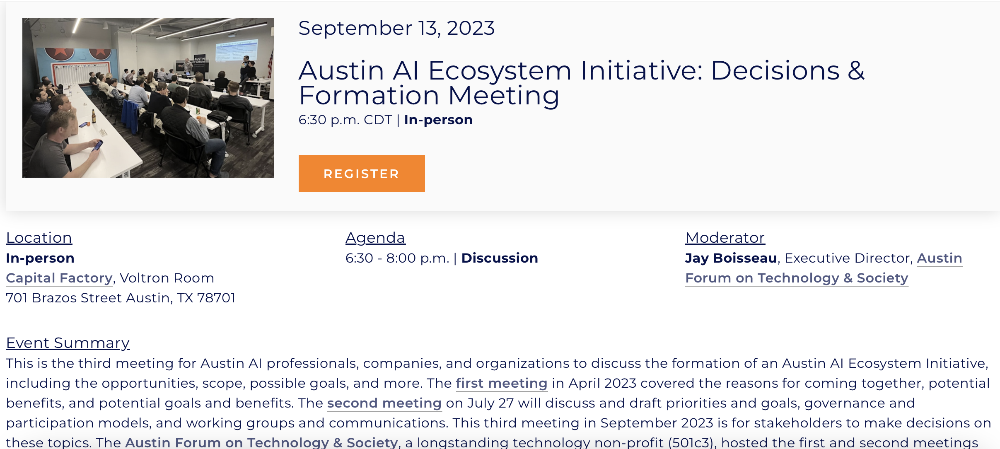 September 13, 2023
Austin AI Ecosystem Initiative: Decisions &
Formation Meeting
6:30 p.m. CDT | In-person
REGISTER
AUSTIN
FORUM
Location
In-person
Capital Factory, Voltron Room
701 Brazos Street Austin, TX 78701
Agenda
6:30 - 8:00 p.m. | Discussion
Moderator
Jay Boisseau, Executive Director, Austin
Forum on Technology & Society
Event Summary
This is the third meeting for Austin AI professionals, companies, and organizations to discuss the formation of an Austin AI Ecosystem Initiative,
including the opportunities, scope, possible goals, and more. The first meeting in April 2023 covered the reasons for coming together, potential
benefits, and potential goals and benefits. The second meeting on July 27 will discuss and draft priorities and goals, governance and
participation models, and working groups and communications. This third meeting in September 2023 is for stakeholders to make decisions on
these topics. The Austin Forum on Technology & Society, a longstanding technology non-profit (501c3), hosted the first and second meetings